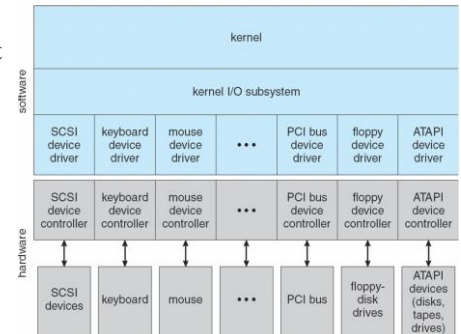 kernel
kernel I/O subsystem
SCSI device driver
keyboard device driver
mouse device driver
•••
PCI bus device driver
floppy device driver
ATAPI device driver
software
SCSI device controller
keyboard device controller
mouse device controller
•••
PCI bus device controller
floppy device controller
ATAPI device controller
hardware
SCSI devices
keyboard
mouse
•••
PCI bus
floppy-disk drives
ATAPI devices (disks, tapes, drives)